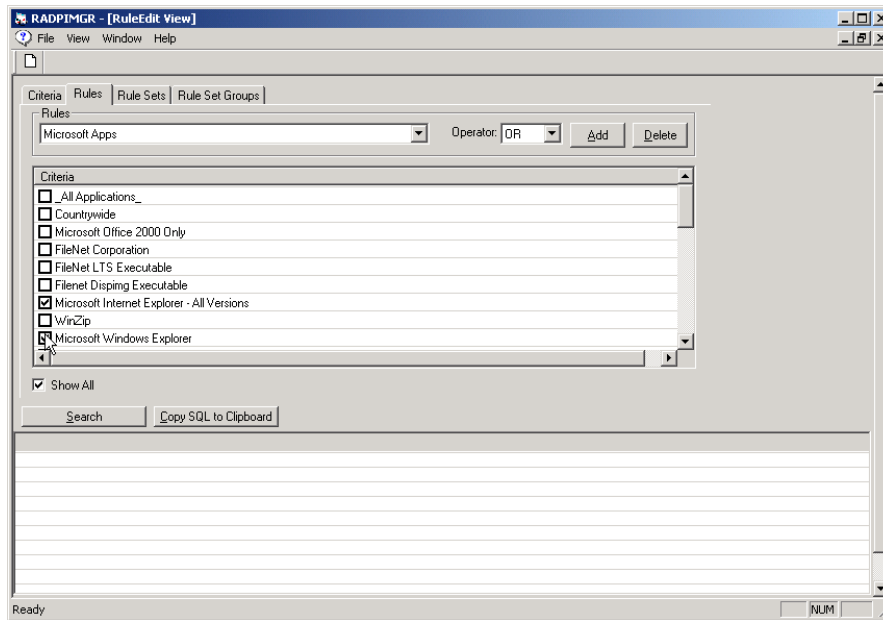 RADPIMGR - [RuleEdit View]
File View Window Help
Criteria Rules Rule Sets Rule Set Groups
Rules
Microsoft Apps Operator: OR Add Delete
Criteria
_All Applications_
Countrywide
Microsoft Office 2000 Only
FileNet Corporation
FileNet LTS Executable
Filenet Dispimg Executable
Microsoft Internet Explorer - All Versions
WinZip
Microsoft Windows Explorer
Show All
Search Copy SQL to Clipboard
Ready NUM